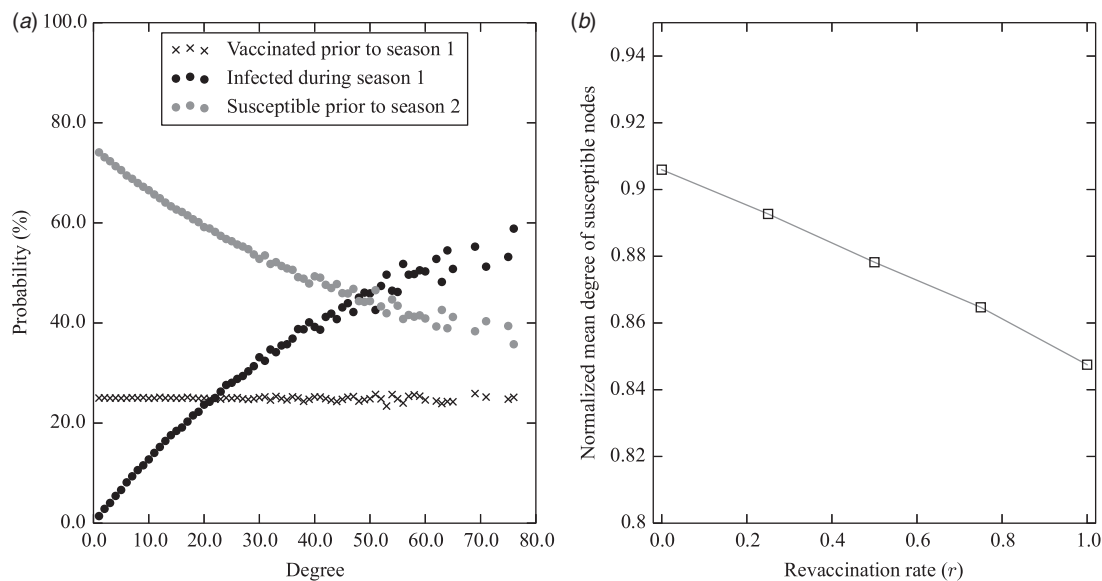 (a)
100.0
80.0
60.0
40.0
20.0
0.0
Probability (%)
Vaccinated prior to season 1
Infected during season 1
Susceptible prior to season 2
0.0 10.0 20.0 30.0 40.0 50.0 60.0 70.0 80.0
Degree
(b)
0.94
0.92
0.9
0.88
0.86
0.84
0.82
0.8
Normalized mean degree of susceptible nodes
0.0 0.2 0.4 0.6 0.8 1.0
Revaccination rate (r)